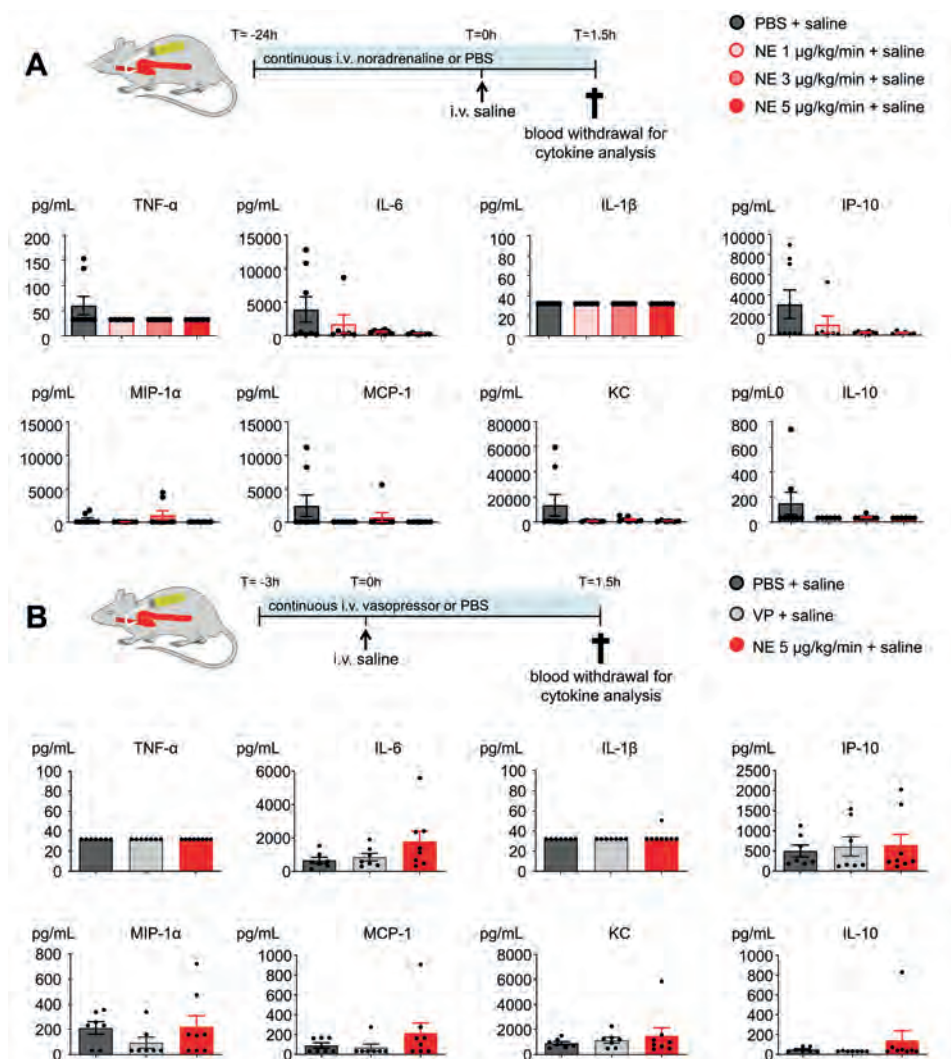 A
T= -24h T=0h T=1.5h
continuous i.v. noradrenaline or PBS
i.v. saline
blood withdrawal for
cytokine analysis
PBS + saline
NE 1 µg/kg/min + saline
NE 3 µg/kg/min + saline
NE 5 µg/kg/min + saline
pg/mL TNF-α
200
150
100
50
0
pg/mL IL-6
15000
10000
5000
0
pg/mL IL-1β
100
80
60
40
20
0
pg/mL IP-10
10000
8000
6000
4000
2000
0
pg/mL MIP-1α
15000
10000
5000
0
pg/mL MCP-1
15000
10000
5000
0
pg/mL KC
80000
60000
40000
20000
0
pg/mL0 IL-10
800
600
200
0
B
T= -3h T=0h T=1.5h
continuous i.v. vasopressor or PBS
i.v. saline
blood withdrawal for
cytokine analysis
PBS + saline
VP + saline
NE 5 µg/kg/min + saline
pg/mL TNF-α
100
80
60
40
20
0
pg/mL IL-6
6000
4000
2000
0
pg/mL IL-1β
100
80
60
40
20
0
pg/mL IP-10
2500
2000
1500
1000
500
0
pg/mL MIP-1α
800
600
400
200
0
pg/mL MCP-1
1000
800
600
400
200
0
pg/mL KC
8000
6000
4000
2000
0
pg/mL IL-10
1000
800
600
400
200
0